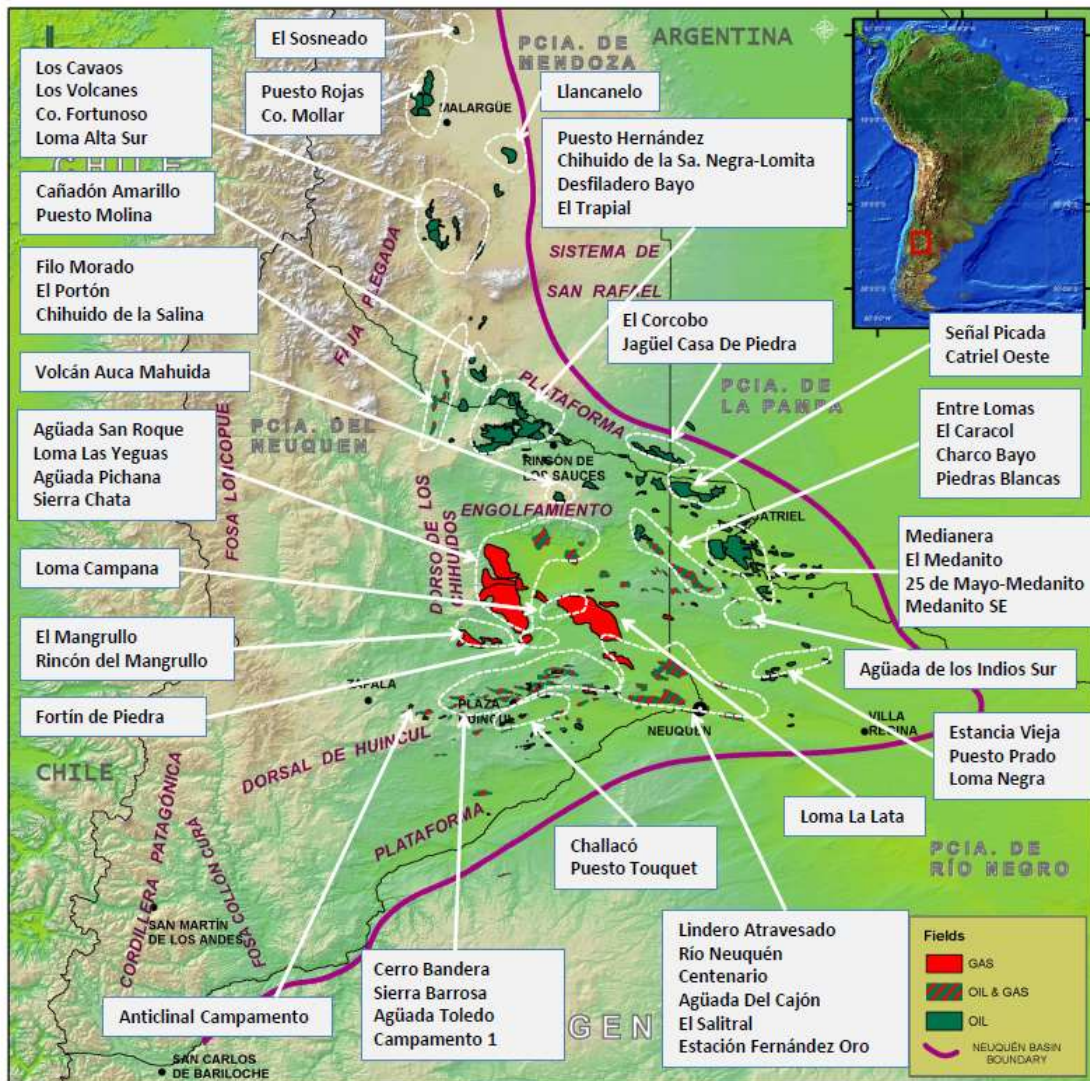 El Sosneado
PCIA. DE
MENDOZA
ARGENTINA
Los Cavaos
Los Volcanes
Co. Fortunoso
Loma Alta Sur
Puesto Rojas
Co. Mollar
MALARGÜE
Llancanelo
Puesto Hernández
Chihuido de la Sa. Negra-Lomita
Desfiladero Bayo
El Trapial
CHILE
Cañadón Amarillo
Puesto Molina
FAJA PLEGADA
SISTEMA DE
SAN RAFAEL
Filo Morado
El Portón
Chihuido de la Salina
El Corcobo
Jagüel Casa De Piedra
Señal Picada
Catriel Oeste
Volcán Auca Mahuida
PLATAFORMA
PCIA. DE
LA PAMPA
Agüada San Roque
Loma Las Yeguas
Agüada Pichana
Sierra Chata
PCIA. DEL
NEUQUEN
FOSA LONCOPUE
RINCÓN DE
LOS SAUCES
Entre Lomas
El Caracol
Charco Bayo
Piedras Blancas
DORSO DE LOS
CHIHUIDOS
ENGOLFAMIENTO
CATRIEL
Medianera
El Medanito
25 de Mayo-Medanito
Medanito SE
Loma Campana
El Mangrullo
Rincón del Mangrullo
Agüada de los Indios Sur
Fortín de Piedra
ZAPALA
PLAZA
HUINCUL
NEUQUÉN
VILLA
REGINA
CHILE
DORSAL DE HUINCUL
Estancia Vieja
Puesto Prado
Loma Negra
Loma La Lata
PLATAFORMA
Challacó
Puesto Touquet
PCIA. DE
RÍO NEGRO
CORDILLERA PATAGÓNICA
FOSA COLLON CURA
SAN MARTÍN
DE LOS ANDES
Anticlinal Campamento
Cerro Bandera
Sierra Barrosa
Agüada Toledo
Campamento 1
GEN
Lindero Atravesado
Río Neuquén
Centenario
Agüada Del Cajón
El Salitral
Estación Fernández Oro
Fields
GAS
OIL & GAS
OIL
NEUQUÉN BASIN
BOUNDARY
SAN CARLOS
DE BARILOCHE